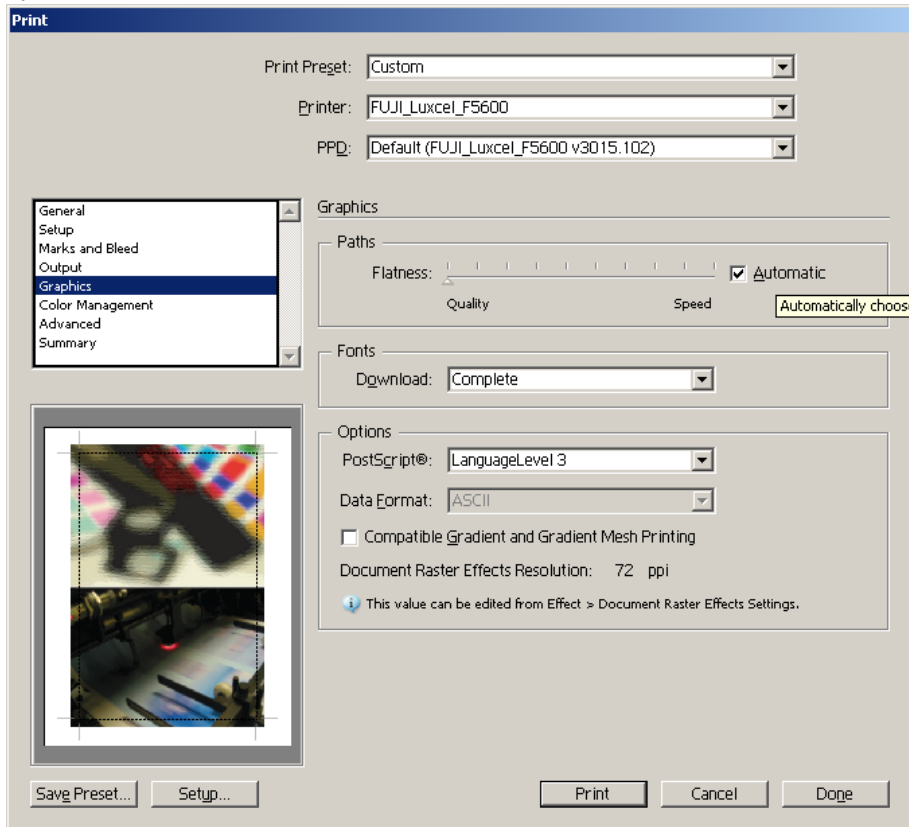 Print
Print Preset: Custom
Printer: FUJI_Luxcel_F5600
PPD: Default (FUJI_Luxcel_F5600 v3015.102)
General
Setup
Marks and Bleed
Output
Graphics
Color Management
Advanced
Summary
Graphics
Paths
Flatness:
Automatic
Quality
Speed
Automatically choos
Fonts
Download: Complete
Options
PostScript®: LanguageLevel 3
Data Format: ASCII
Compatible Gradient and Gradient Mesh Printing
Document Raster Effects Resolution: 72 ppi
This value can be edited from Effect > Document Raster Effects Settings.
Save Preset...
Setup...
Print
Cancel
Done